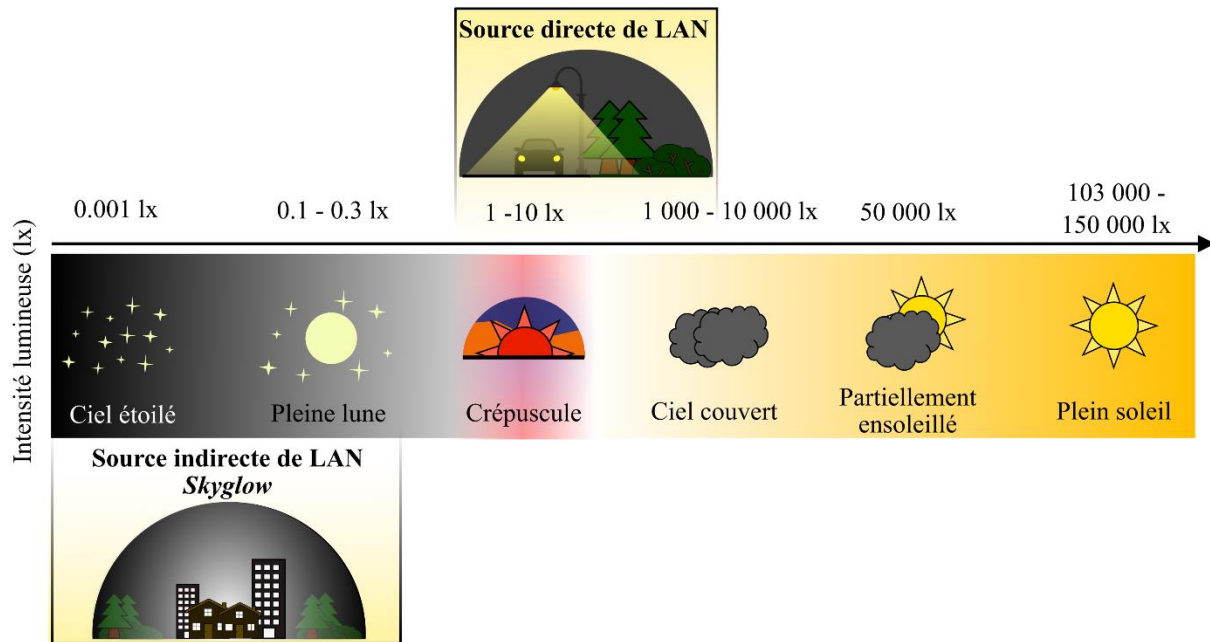 Source directe de LAN
0.001 lx
0.1 - 0.3 lx
1 -10 lx
1 000 - 10 000 lx
50 000 lx
103 000 -
150 000 lx
Intensité lumineuse (lx)
Ciel étoilé
Pleine lune
Crépuscule
Ciel couvert
Partiellement
ensoleillé
Plein soleil
Source indirecte de LAN
Skyglow